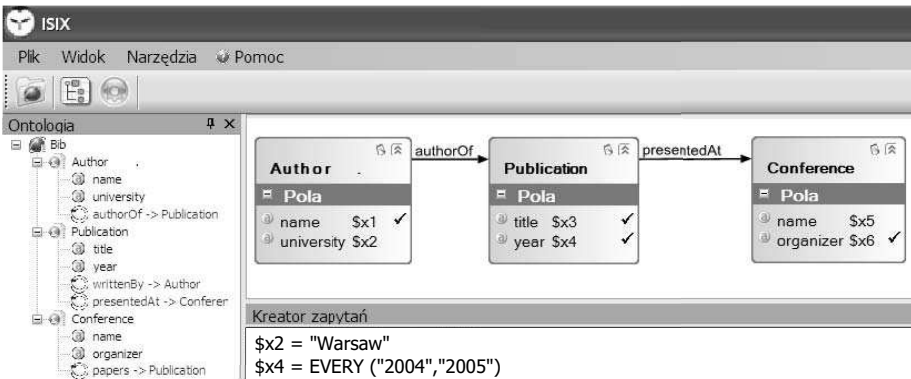 ISIX
Plik Widok Narzędzia Pomoc
Ontologia
Bib
Author
name
university
authorOf -> Publication
Publication
title
year
writtenBy -> Author
presentedAt -> Conferer
Conference
name
organizer
papers -> Publication
Author
Pola
name $x1
university $x2
authorOf
Publication
Pola
title $x3
year $x4
presentedAt
Conference
Pola
name $x5
organizer $x6
Kreator zapytań
$x2 = "Warsaw"
$x4 = EVERY ("2004","2005")